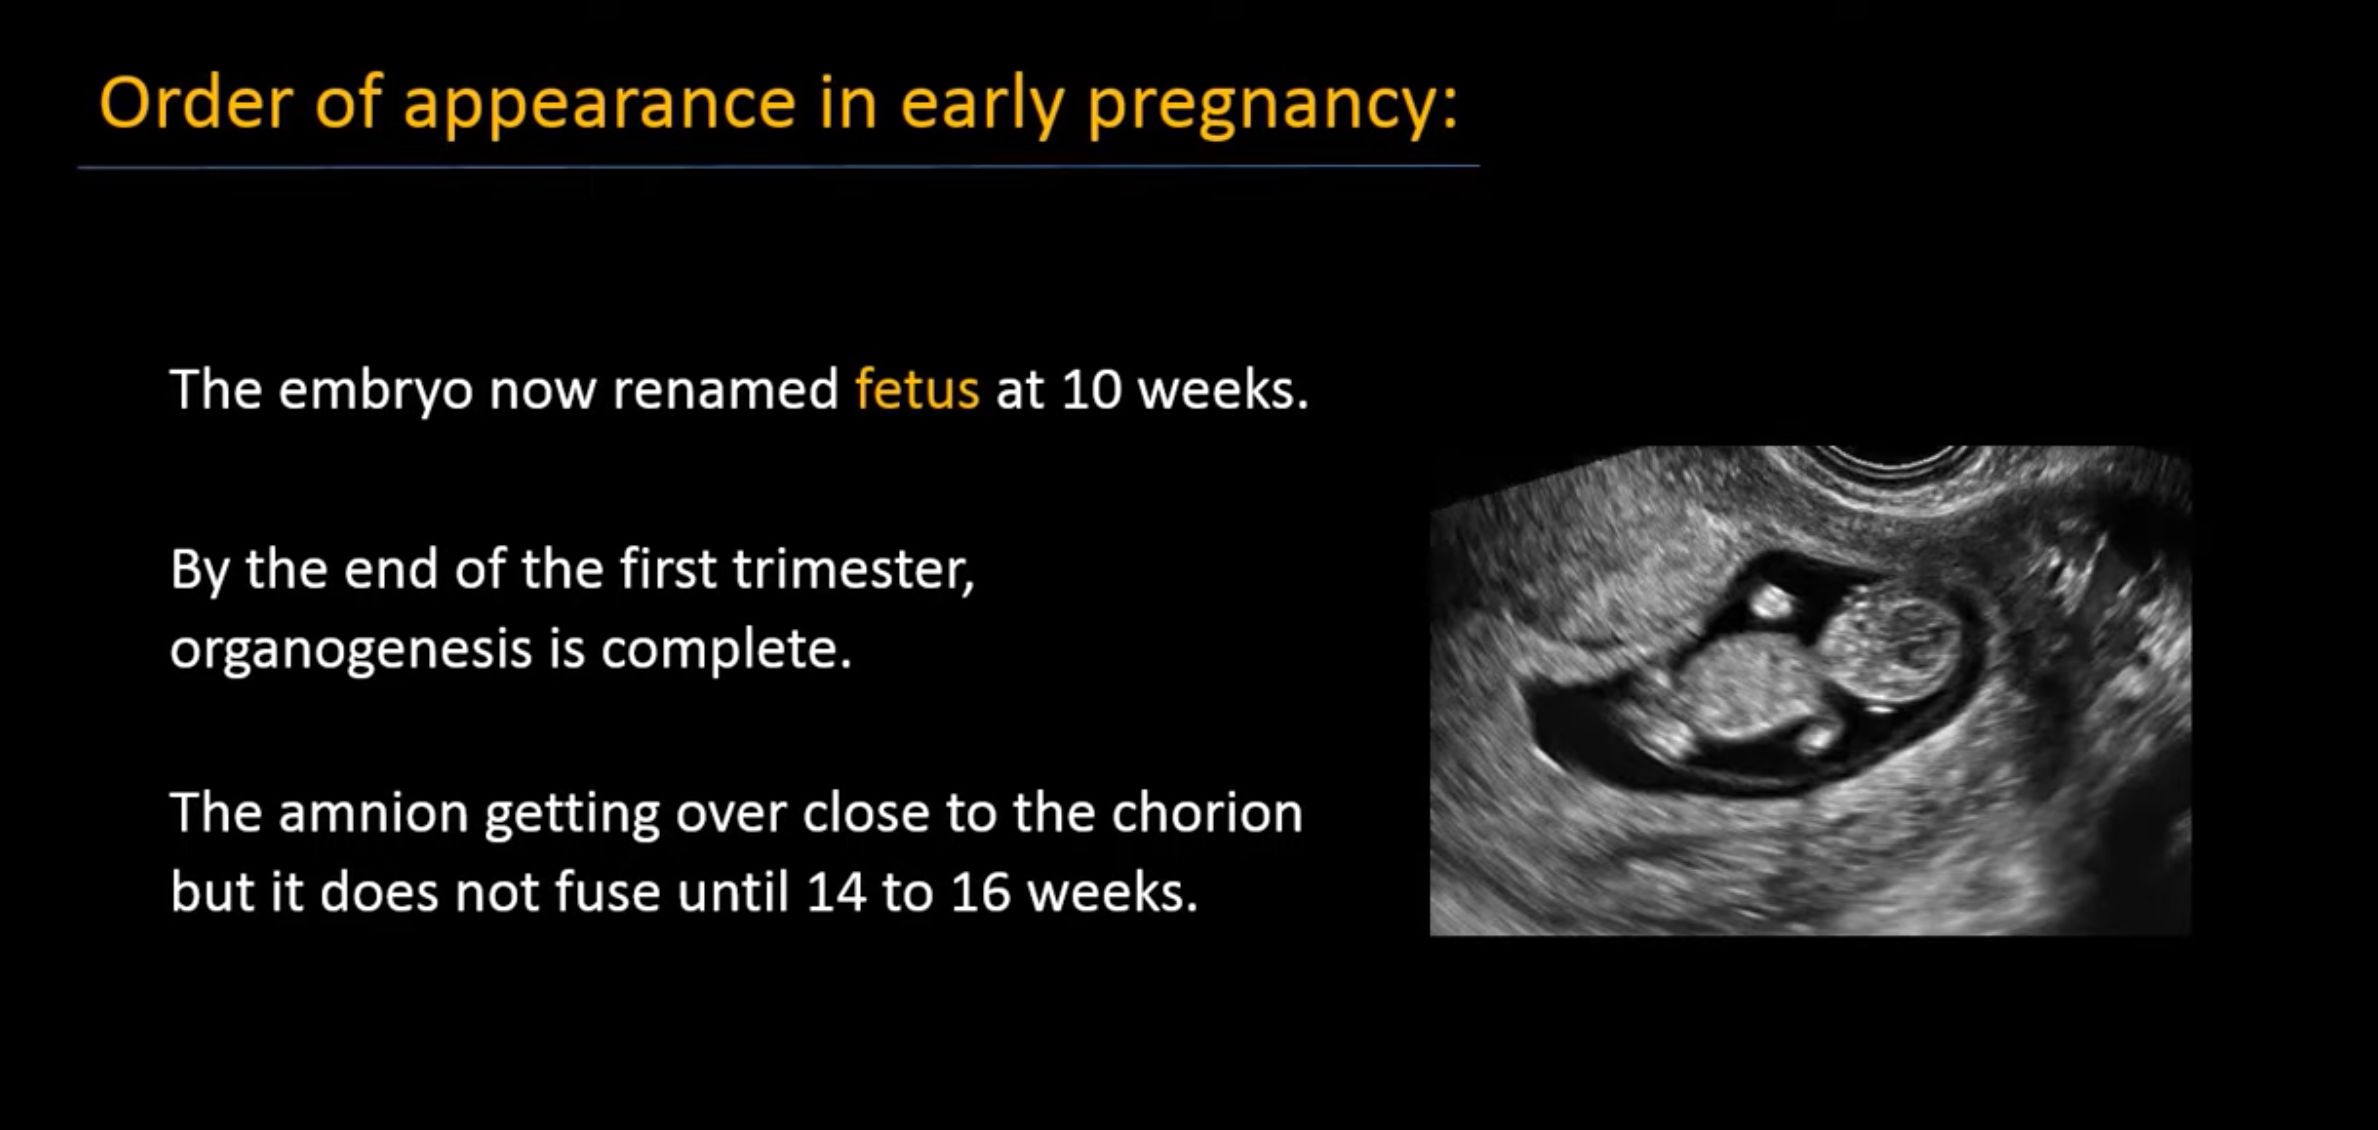 Order of appearance in early pregnancy:
The embryo now renamed fetus at 10 weeks.
By the end of the first trimester,
organogenesis is complete.
The amnion getting over close to the chorion
but it does not fuse until 14 to 16 weeks.